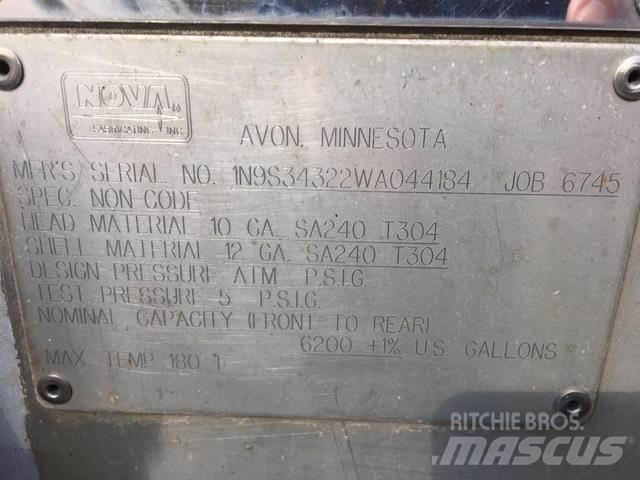 NOVA
FABRICATING INC.
AVON, MINNESOTA
MFR'S SERIAL NO. 1N9S34322WA044184 JOB 6745
SPEC. NON-CODE
HEAD MATERIAL 10 GA. SA240 T304
SHELL MATERIAL 12 GA. SA240 T304
DESIGN PRESSURE ATM P.S.I.G.
TEST PRESSURE 5 P.S.I.G.
NOMINAL CAPACITY (FRONT TO REAR)
6200 +1% U.S. GALLONS
MAX. TEMP 180
RITCHIE BROS.
MASCUS